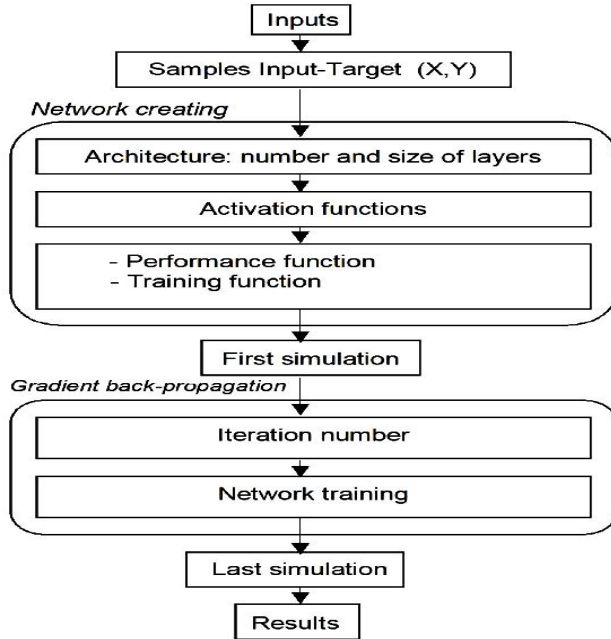 Inputs
Samples Input-Target (X,Y)
Network creating
Architecture: number and size of layers
Activation functions
- Performance function
- Training function
First simulation
Gradient back-propagation
Iteration number
Network training
Last simulation
Results